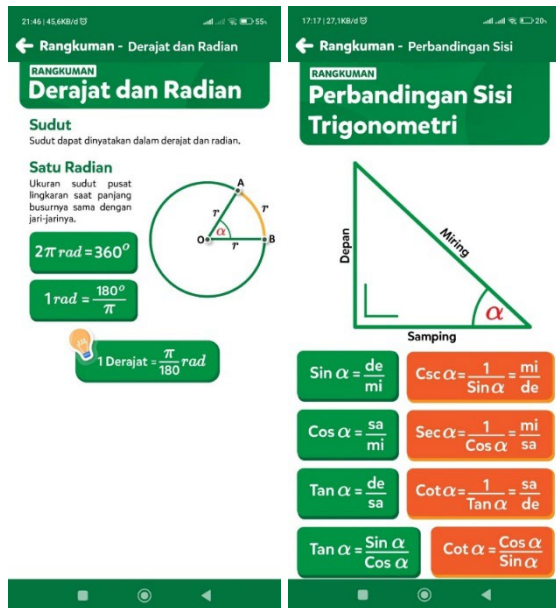 21:46 | 45,6KB/d
55%
Rangkuman - Derajat dan Radian
RANGKUMAN
Derajat dan Radian
Sudut
Sudut dapat dinyatakan dalam derajat dan radian.
Satu Radian
Ukuran sudut pusat
lingkaran saat panjang
busurnya sama dengan
jari-jarinya.
A
r
r
α
O
r
B
2π rad = 360°
1 rad = 180°/π
1 Derajat = π/180 rad
17:17 | 27,1KB/d
20%
Rangkuman - Perbandingan Sisi
RANGKUMAN
Perbandingan Sisi
Trigonometri
Depan
Miring
α
Samping
Sin α = de/mi
Csc α = 1/Sin α = mi/de
Cos α = sa/mi
Sec α = 1/Cos α = mi/sa
Tan α = de/sa
Cot α = 1/Tan α = sa/de
Tan α = Sin α/Cos α
Cot α = Cos α/Sin α